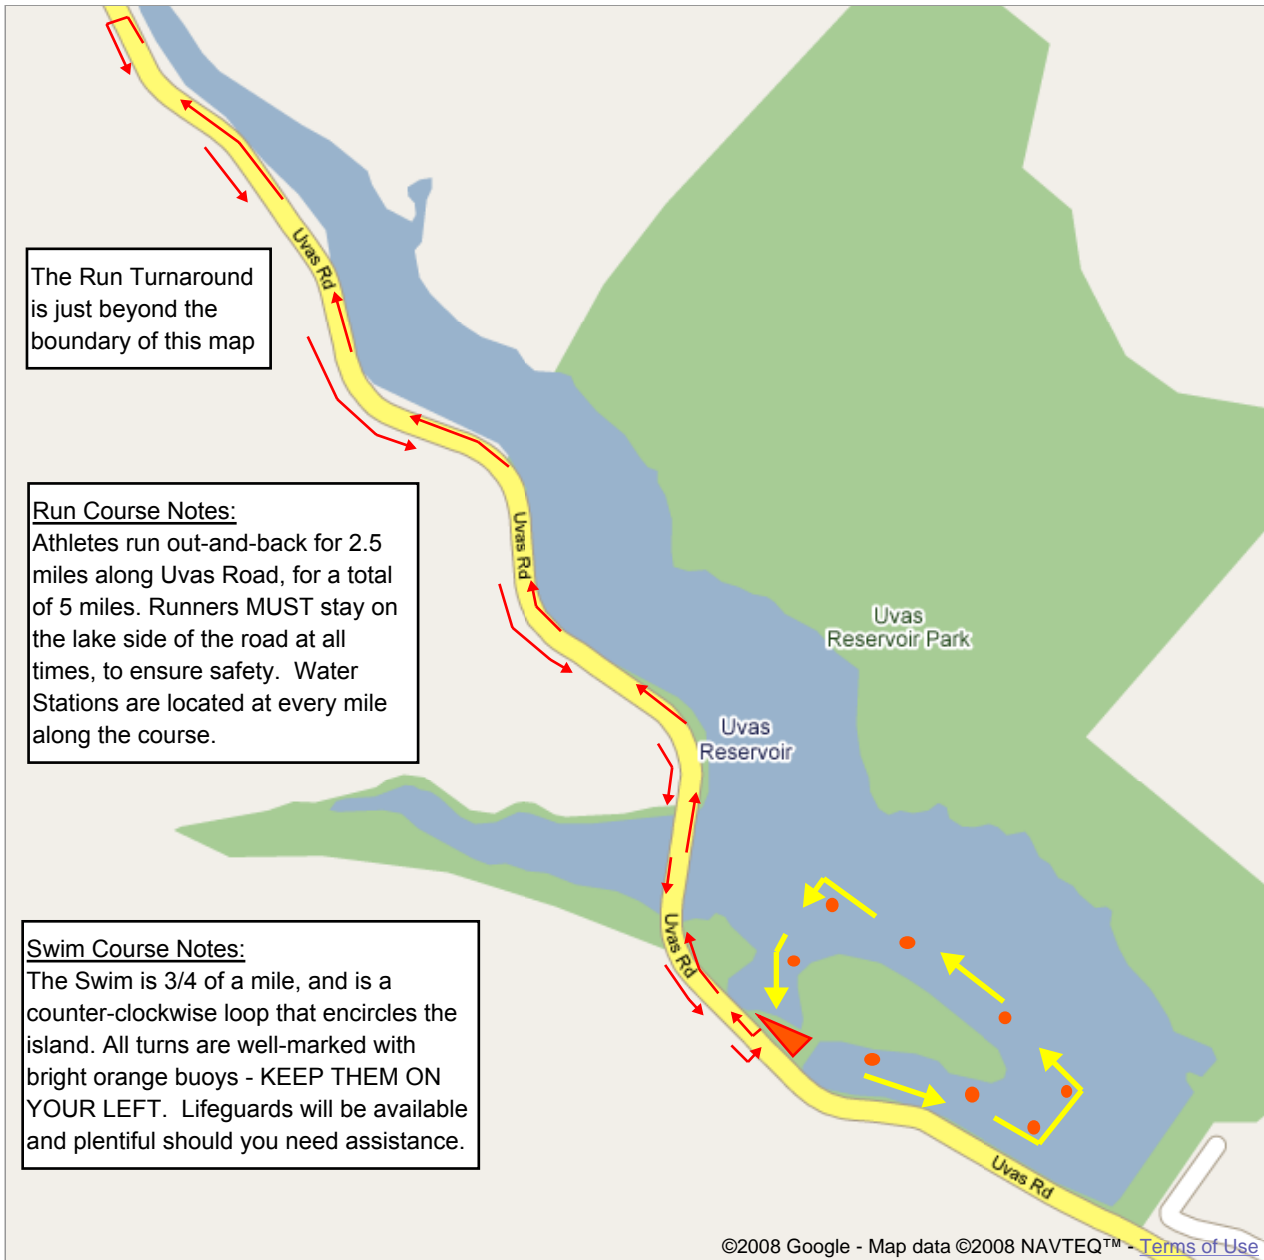 Uvas Rd
The Run Turnaround
is just beyond the
boundary of this map
Run Course Notes:
Athletes run out-and-back for 2.5
miles along Uvas Road, for a total
of 5 miles. Runners MUST stay on
the lake side of the road at all
times, to ensure safety.  Water
Stations are located at every mile
along the course.
Uvas Rd
Uvas
Reservoir Park
Uvas
Reservoir
Uvas Rd
Swim Course Notes:
The Swim is 3/4 of a mile, and is a
counter-clockwise loop that encircles the
island. All turns are well-marked with
bright orange buoys - KEEP THEM ON
YOUR LEFT.  Lifeguards will be available
and plentiful should you need assistance.
Uvas Rd
©2008 Google - Map data ©2008 NAVTEQ™ - Terms of Use